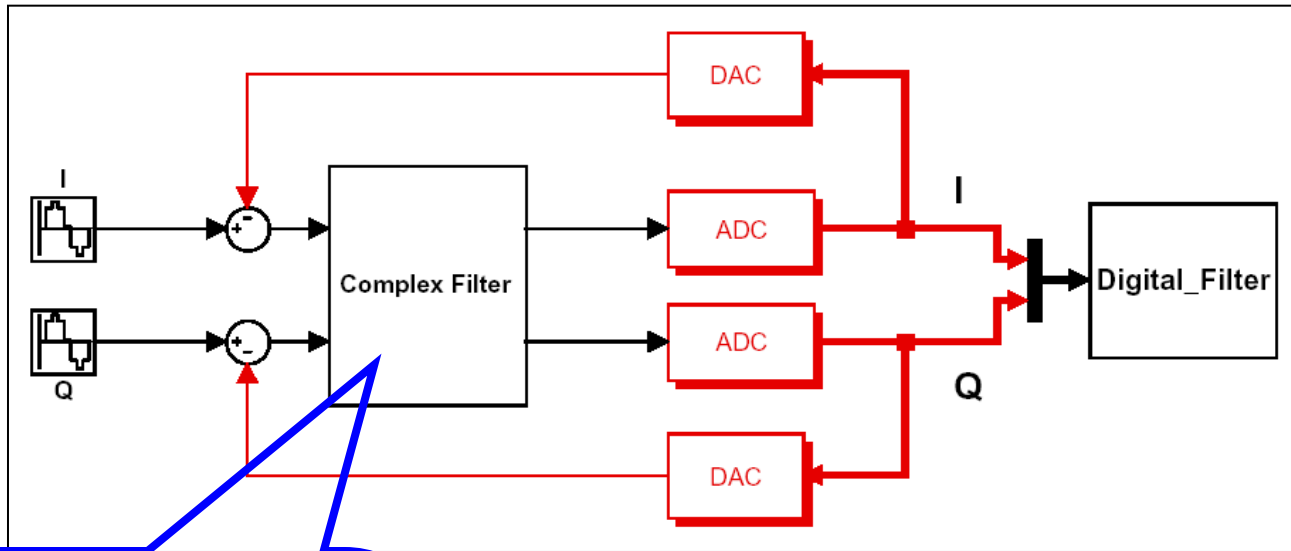 DAC
I
I
ADC
Complex Filter
Digital_Filter
ADC
Q
Q
DAC